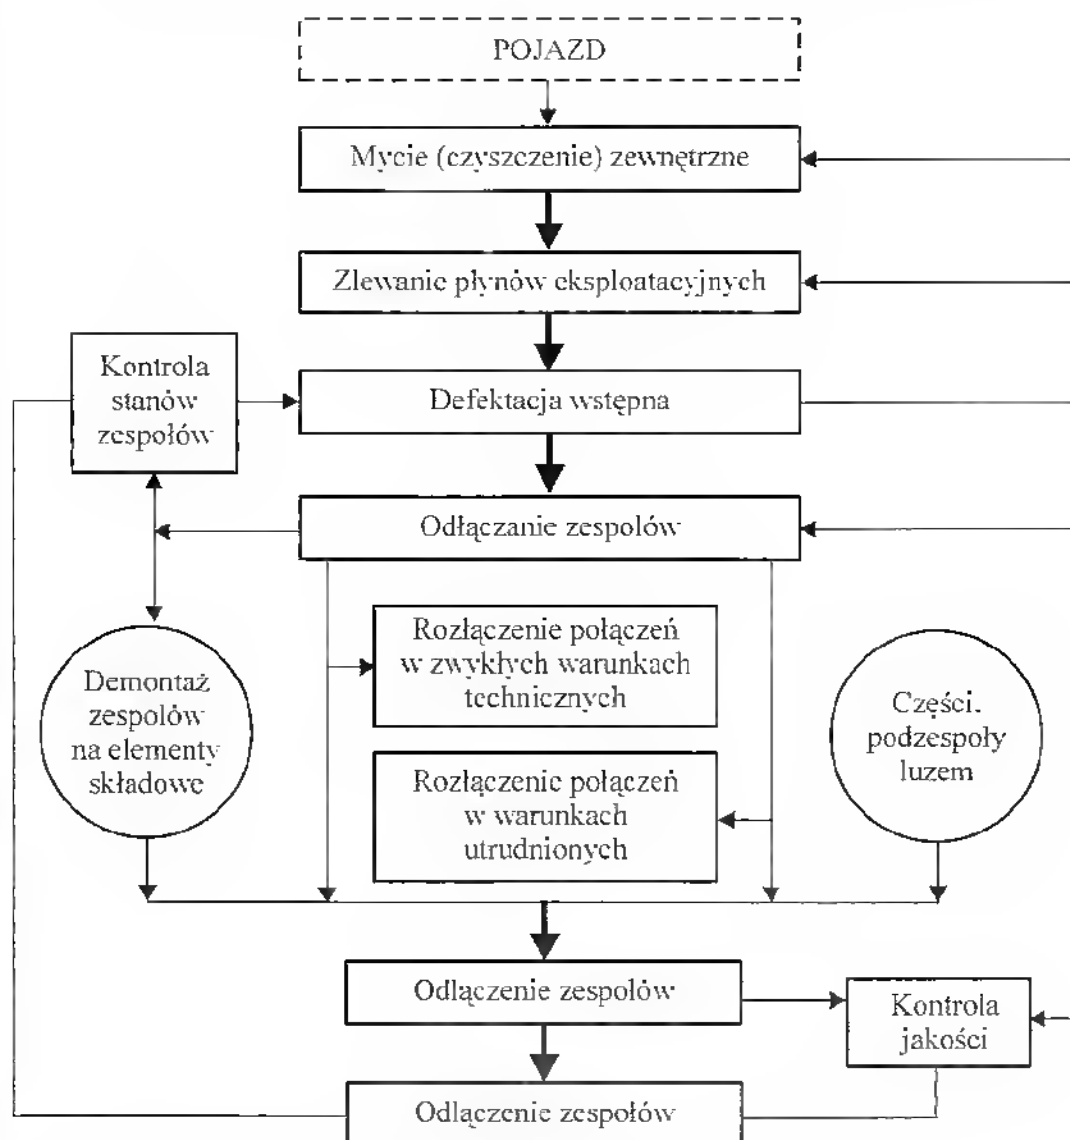 POJAZD
Mycie (czyszczenie) zewnętrzne
Zlewanie płynów eksploatacyjnych
Kontrola
stanów
zespołów
Defektacja wstępna
Odłączanie zespołów
Rozłączenie połączeń
w zwykłych warunkach
technicznych
Demontaż
zespołów
na elementy
składowe
Części.
podzespoły
luzem
Rozłączenie połączeń
w warunkach
utrudnionych
Odłączenie zespołów
Kontrola
jakości
Odłączenie zespołów